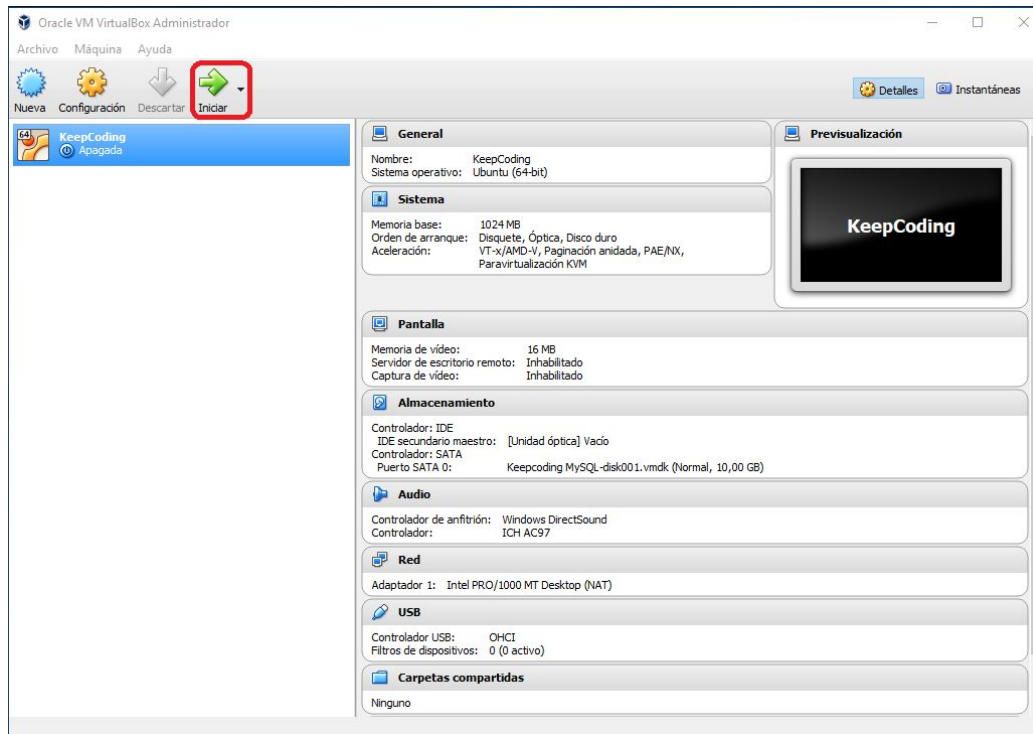 Oracle VM VirtualBox Administrador
Archivo Máquina Ayuda
Nueva Configuración Descartar Iniciar
Detalles Instantáneas
64
KeepCoding
Apagada
General
Nombre: KeepCoding
Sistema operativo: Ubuntu (64-bit)
Previsualización
KeepCoding
Sistema
Memoria base: 1024 MB
Orden de arranque: Disquete, Óptica, Disco duro
Aceleración: VT-x/AMD-V, Paginación anidada, PAE/NX,
Paravirtualización KVM
Pantalla
Memoria de vídeo: 16 MB
Servidor de escritorio remoto: Inhabilitado
Captura de vídeo: Inhabilitado
Almacenamiento
Controlador: IDE
IDE secundario maestro: [Unidad óptica] Vacío
Controlador: SATA
Puerto SATA 0: Keepcoding MySQL-disk001.vmdk (Normal, 10,00 GB)
Audio
Controlador de anfitrión: Windows DirectSound
Controlador: ICH AC97
Red
Adaptador 1: Intel PRO/1000 MT Desktop (NAT)
USB
Controlador USB: OHCI
Filtros de dispositivos: 0 (0 activo)
Carpetas compartidas
Ninguno